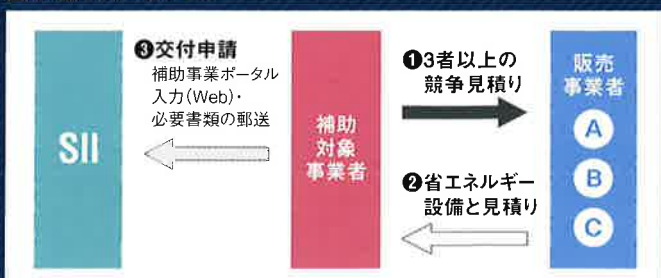 SII
❸交付申請
補助事業ポータル
入力(Web)・
必要書類の郵送
補助
対象
事業者
❶3者以上の
競争見積り
❷省エネルギー
設備と見積り
販売
事業者
A
B
C